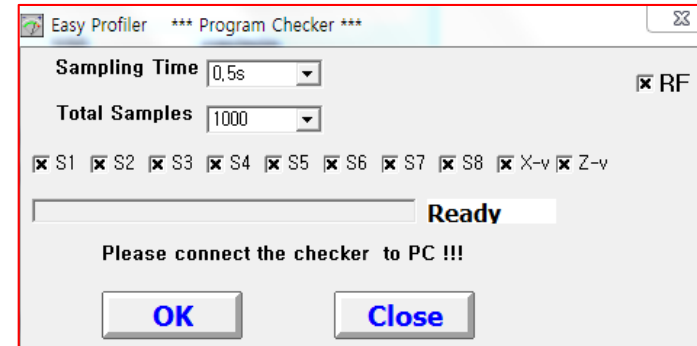 Easy Profiler *** Program Checker ***
Sampling Time 0,5s
RF
Total Samples 1000
S1 S2 S3 S4 S5 S6 S7 S8 X-v Z-v
Ready
Please connect the checker to PC !!!
OK Close